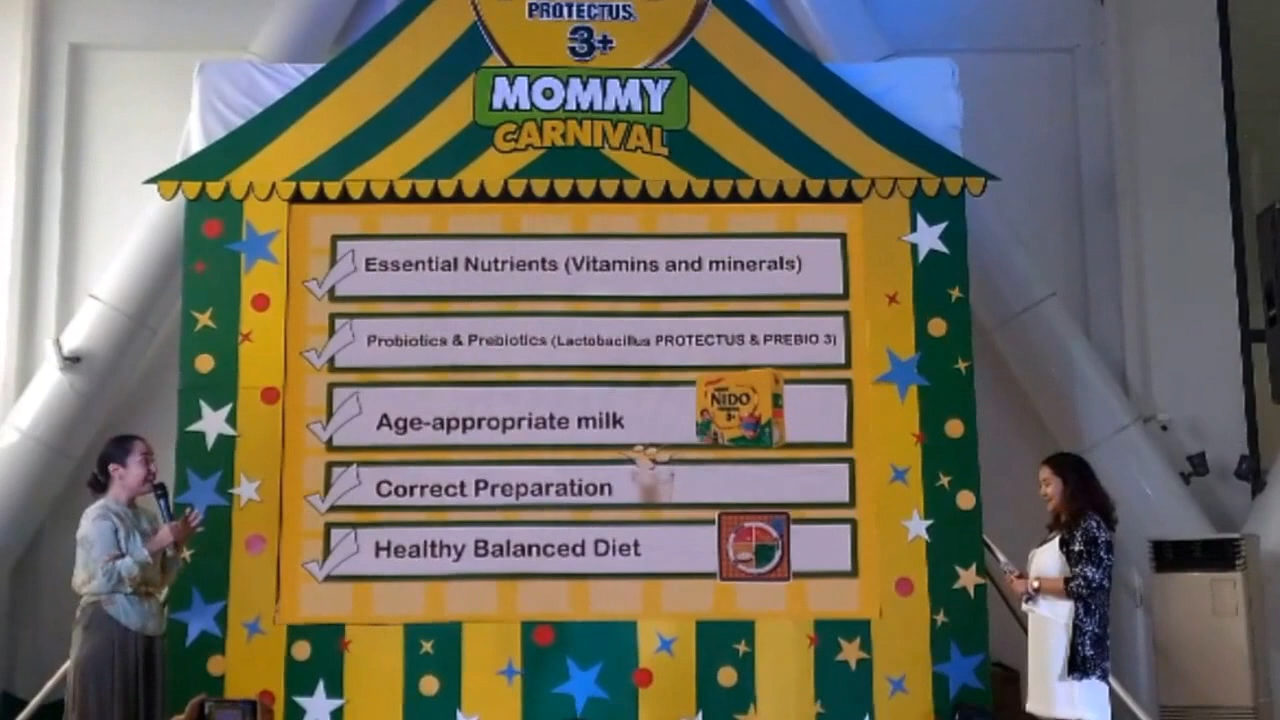 PROTECTUS.
3+
MOMMY
CARNIVAL
Essential Nutrients (Vitamins and minerals)
Probiotics & Prebiotics (Lactobacillus PROTECTUS & PREBIO 3)
Age-appropriate milk
NIDO
3+
Correct Preparation
Healthy Balanced Diet